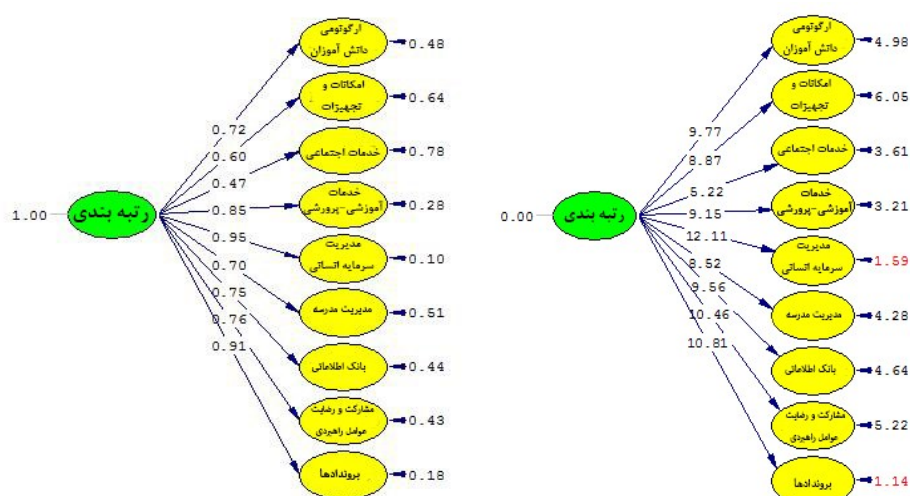 ارگونومی
دانش آموزان
0.48
امکانات و
تجهیزات
0.64
خدمات اجتماعی
0.78
خدمات
آموزشی-پرورشی
0.28
مدیریت
سرمایه انسانی
0.10
مدیریت مدرسه
0.51
بانک اطلاعاتی
0.44
مشارکت و رضایت
عوامل راهبردی
0.43
بروندادها
0.18
1.00
رتبه بندی
0.72
0.60
0.47
0.85
0.95
0.70
0.75
0.76
0.91
ارگونومی
دانش آموزان
4.98
امکانات و
تجهیزات
6.05
خدمات اجتماعی
3.61
خدمات
آموزشی-پرورشی
3.21
مدیریت
سرمایه انسانی
1.59
مدیریت مدرسه
4.28
بانک اطلاعاتی
4.64
مشارکت و رضایت
عوامل راهبردی
5.22
بروندادها
1.14
0.00
رتبه بندی
9.77
8.87
5.22
9.15
12.11
8.52
9.56
10.46
10.81